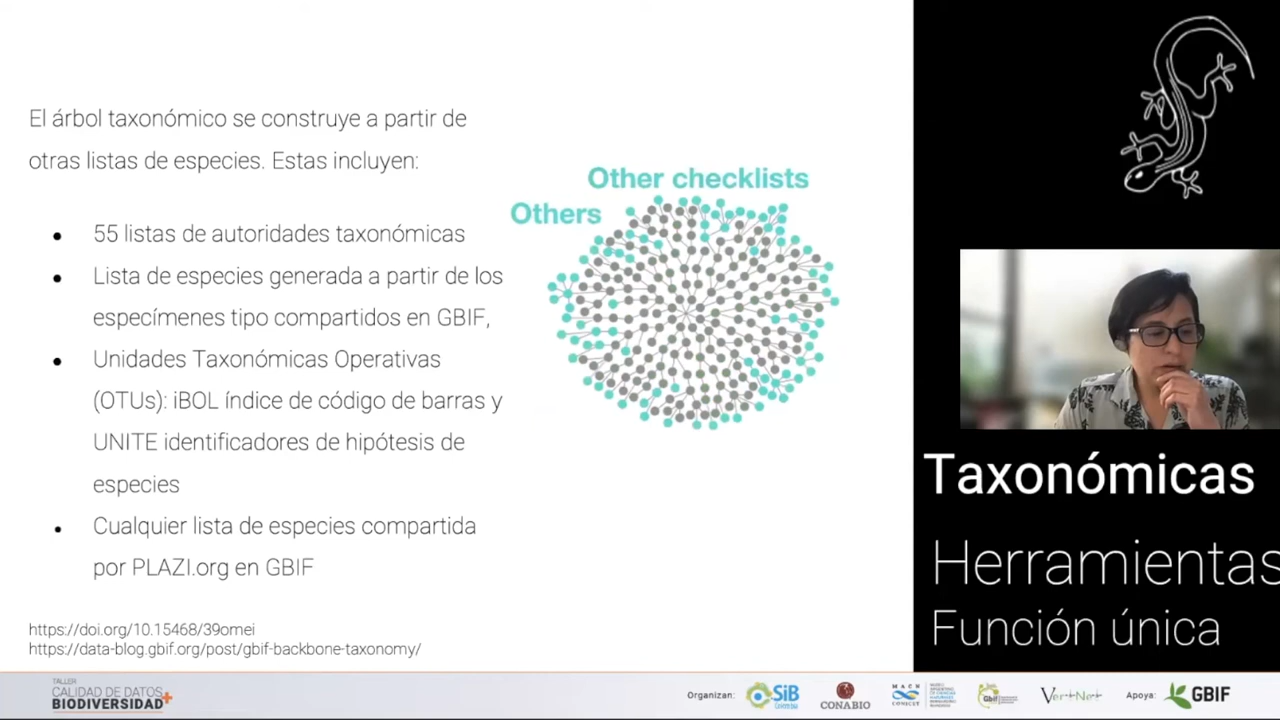 El árbol taxonómico se construye a partir de
otras listas de especies. Estas incluyen:
55 listas de autoridades taxonómicas
Lista de especies generada a partir de los
especímenes tipo compartidos en GBIF,
Unidades Taxonómicas Operativas
(OTUs): iBOL índice de código de barras y
UNITE identificadores de hipótesis de
especies
Cualquier lista de especies compartida
por PLAZI.org en GBIF
https://doi.org/10.15468/39omei
https://data-blog.gbif.org/post/gbif-backbone-taxonomy/
Other checklists
Others
Taxonómicas
Herramientas
Función única
TALLER
CALIDAD DE DATOS
BIODIVERSIDAD+
Organizan:
SiB
Colombia
CONABIO
MACN
CONICET
Gbif
VertNet
Apoya:
GBIF